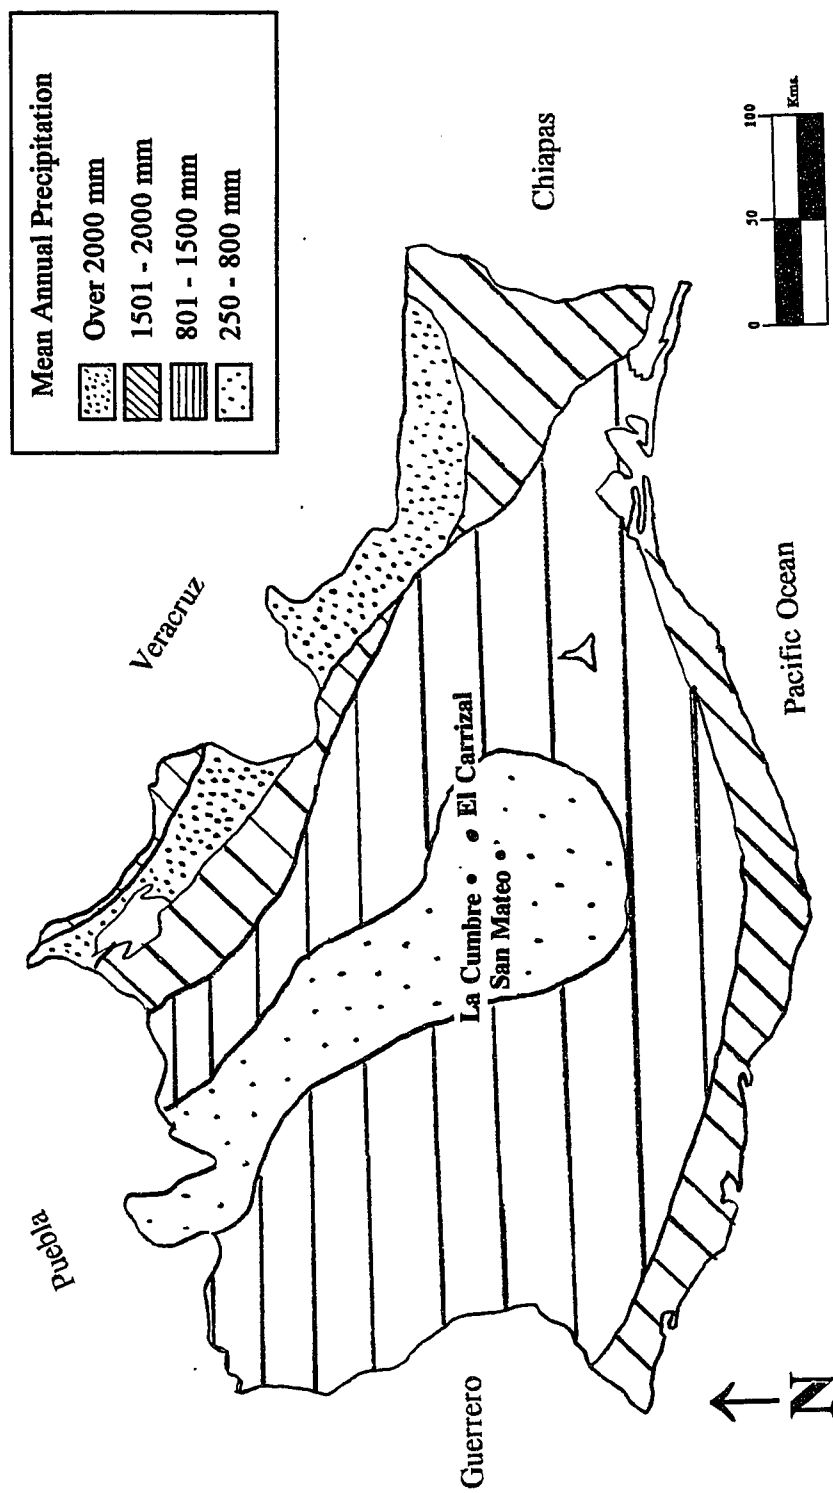 Mean Annual Precipitation
Over 2000 mm
1501 - 2000 mm
801 - 1500 mm
250 - 800 mm
Puebla
Veracruz
Guerrero
La Cumbre
El Carrizal
San Mateo
Chiapas
Pacific Ocean
N
0 50 100
Kms.